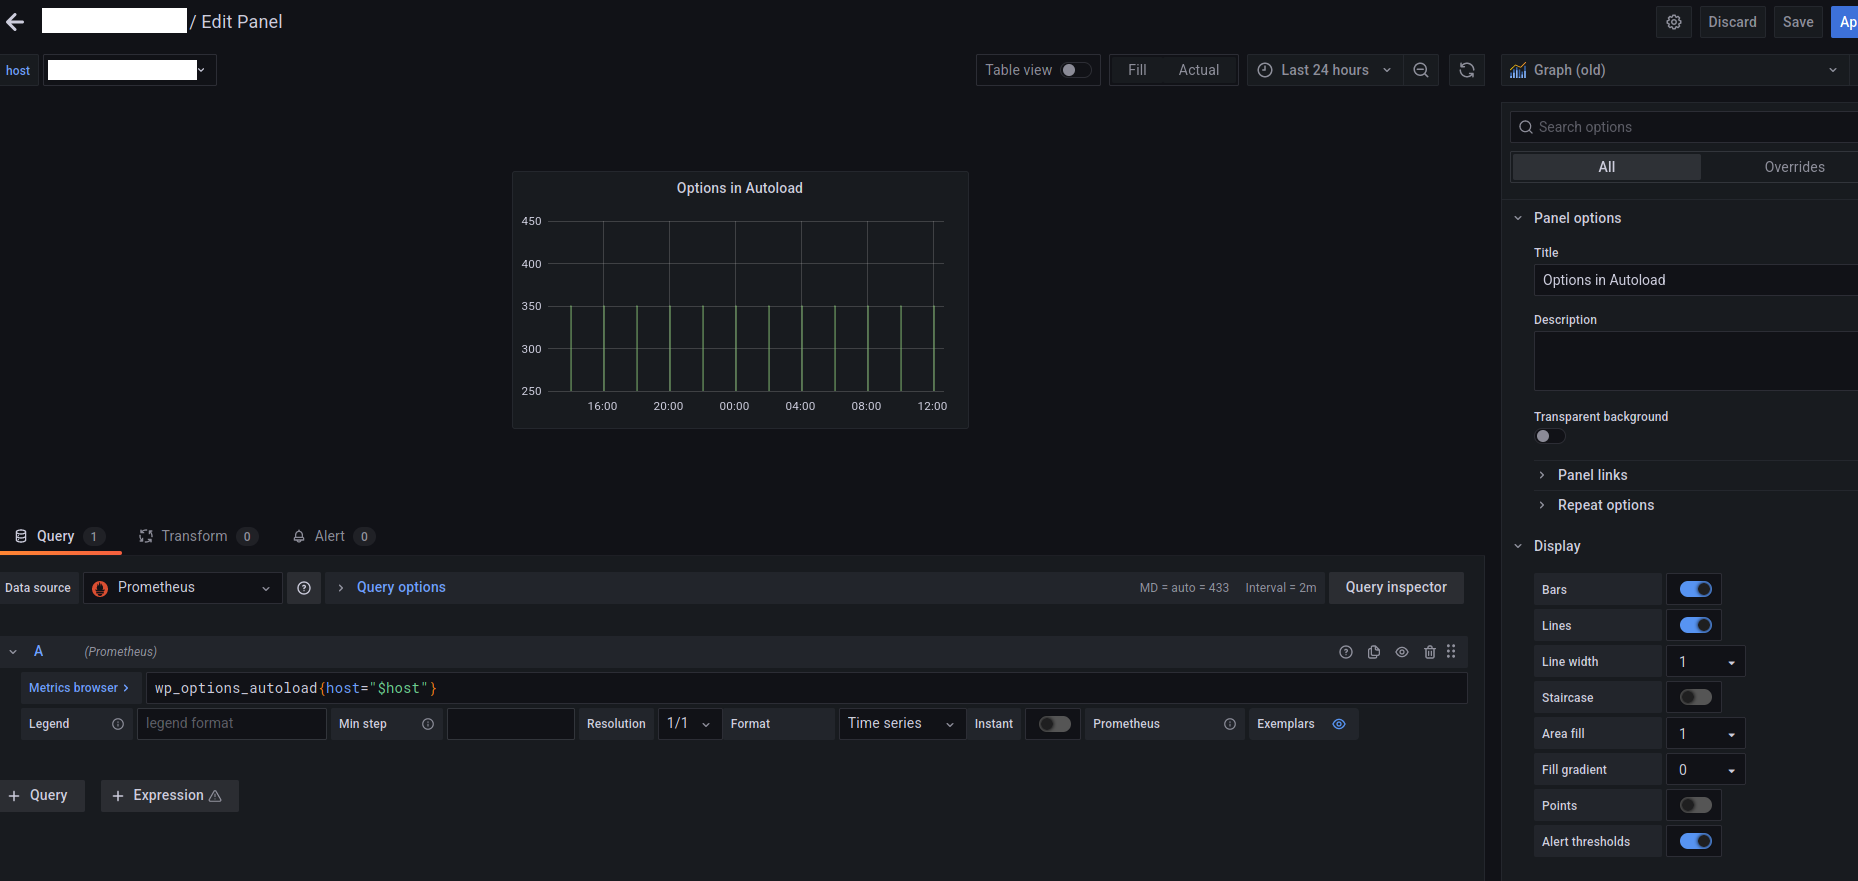 / Edit Panel
Discard
Save
Ap
host
Table view
Fill
Actual
Last 24 hours
Graph (old)
Search options
All
Overrides
Options in Autoload
450
400
350
300
250
16:00 20:00 00:00 04:00 08:00 12:00
Panel options
Title
Options in Autoload
Description
Transparent background
Panel links
Repeat options
Display
Bars
Lines
Line width 1
Staircase
Area fill 1
Fill gradient 0
Points
Alert thresholds
Query 1
Transform 0
Alert 0
Data source
Prometheus
Query options
MD = auto = 433
Interval = 2m
Query inspector
A
(Prometheus)
Metrics browser >
wp_options_autoload{host="$host"}
Legend
legend format
Min step
Resolution
1/1
Format
Time series
Instant
Prometheus
Exemplars
+ Query
+ Expression